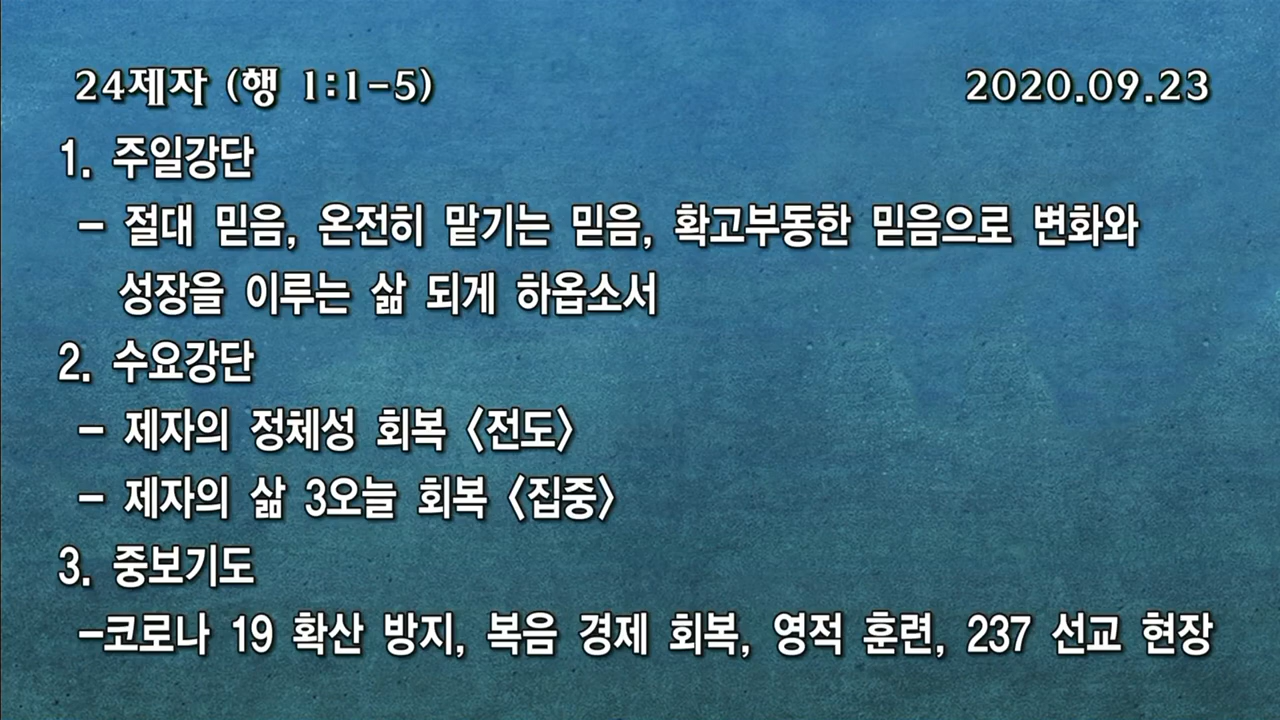 24제자 (행 1:1-5) 2020.09.23
1. 주일강단
- 절대 믿음, 온전히 맡기는 믿음, 확고부동한 믿음으로 변화와
성장을 이루는 삶 되게 하옵소서
2. 수요강단
- 제자의 정체성 회복 <전도>
- 제자의 삶 3오늘 회복 <집중>
3. 중보기도
-코로나 19 확산 방지, 복음 경제 회복, 영적 훈련, 237 선교 현장